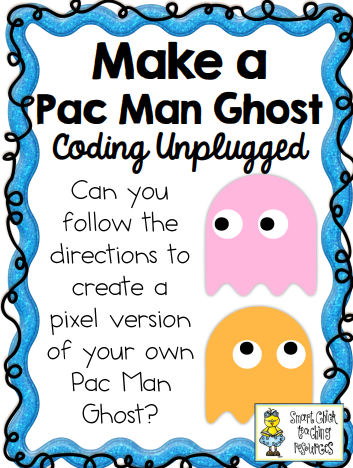 Make a
Pac Man Ghost
Coding Unplugged
Can you
follow the
directions to
create a
pixel version
of your own
Pac Man
Ghost?
Smart Chick
teaching
resources